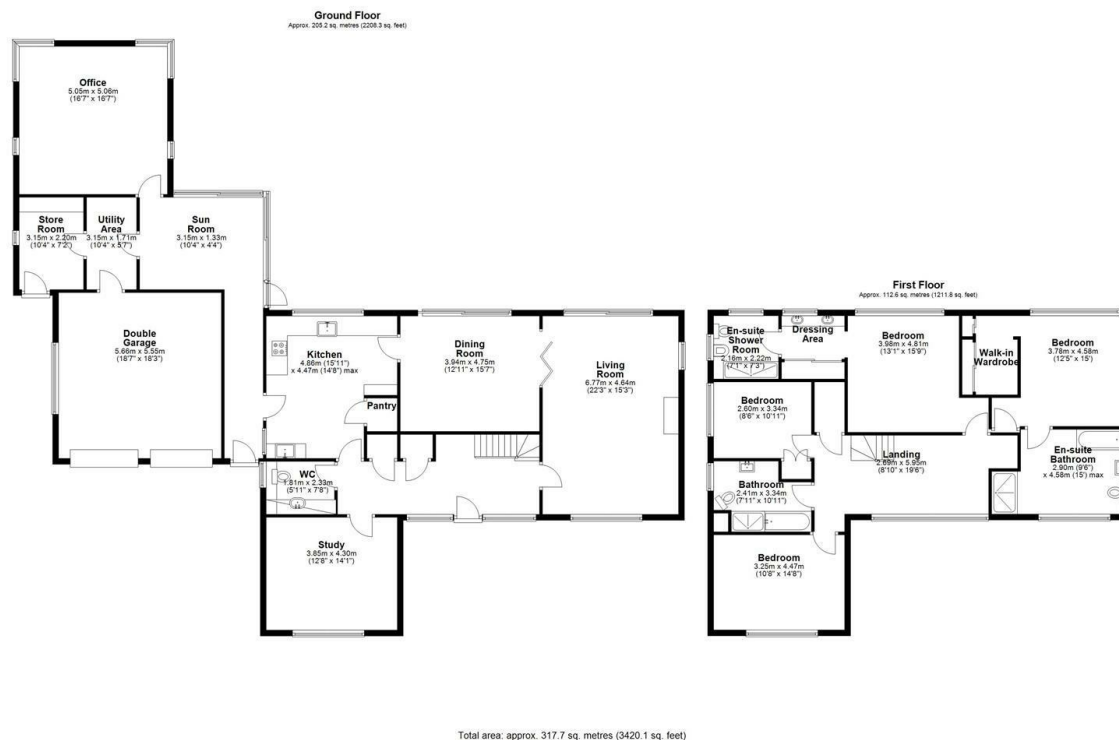 Ground Floor
Approx. 205.2 sq. metres (2208.3 sq. feet)
Office
5.05m x 5.06m
(16'7" x 16'7")
Store
Room
3.15m x 2.20m
(10'4" x 7'2")
Utility
Area
3.15m x 1.71m
(10'4" x 5'7")
Sun
Room
3.15m x 1.33m
(10'4" x 4'4")
Double
Garage
5.66m x 5.55m
(18'7" x 18'3")
Kitchen
4.86m (15'11")
x 4.47m (14'8") max
Pantry
Dining
Room
3.94m x 4.75m
(12'11" x 15'7")
Living
Room
6.77m x 4.64m
(22'3" x 15'3")
WC
1.81m x 2.33m
(5'11" x 7'8")
Study
3.85m x 4.30m
(12'8" x 14'1")
First Floor
Approx. 112.6 sq. metres (1211.8 sq. feet)
En-suite
Shower
Room
2.16m x 2.22m
(7'1" x 7'3")
Dressing
Area
Bedroom
3.98m x 4.81m
(13'1" x 15'9")
Walk-in
Wardrobe
Bedroom
3.78m x 4.58m
(12'5" x 15')
Bedroom
2.60m x 3.34m
(8'6" x 10'11")
Landing
2.69m x 5.95m
(8'10" x 19'6")
En-suite
Bathroom
2.90m (9'6")
x 4.58m (15') max
Bathroom
2.41m x 3.34m
(7'11" x 10'11")
Bedroom
3.25m x 4.47m
(10'8" x 14'8")
Total area: approx. 317.7 sq. metres (3420.1 sq. feet)